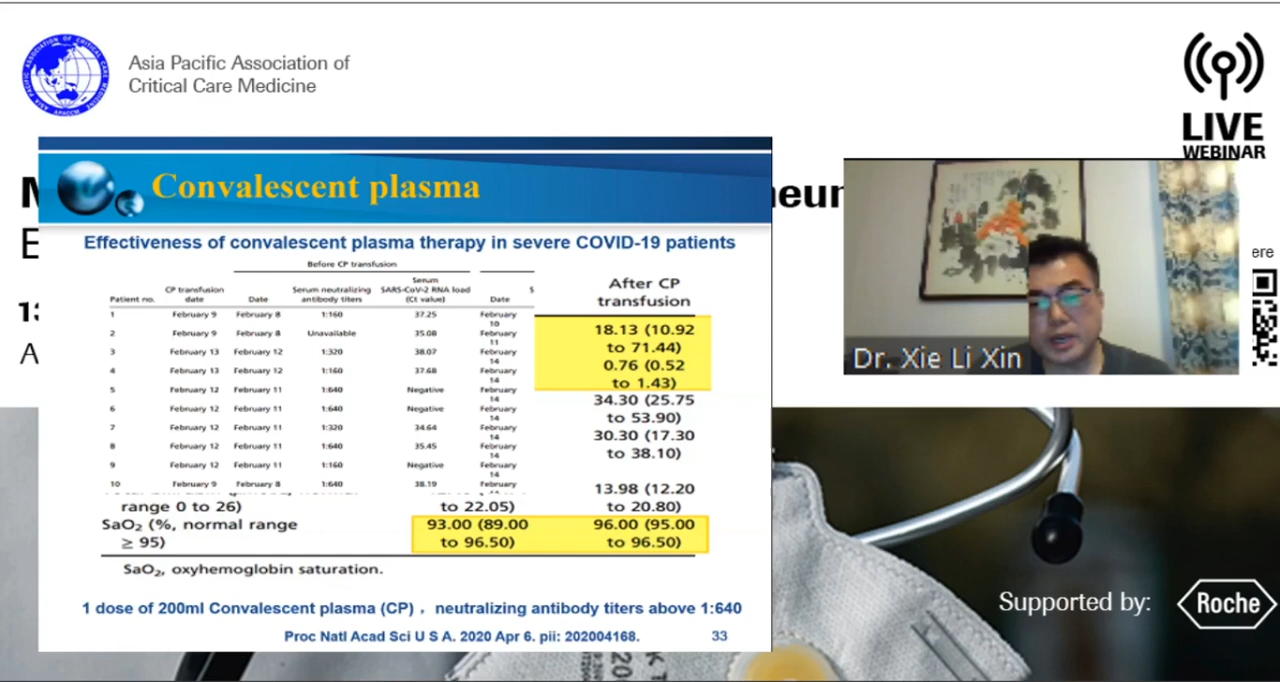 Asia Pacific Association of
Critical Care Medicine
LIVE
WEBINAR
Convalescent plasma
Effectiveness of convalescent plasma therapy in severe COVID-19 patients
Before CP transfusion
After CP
transfusion
Patient no.
CP transfusion
date
Date
Serum neutralizing
antibody titers
Serum
SARS-CoV-2 RNA load
(Ct value)
Date
S
1 February 9 February 8 1:160 37.25 February
10
2 February 9 February 8 Unavailable 35.08 February
11
3 February 13 February 12 1:320 38.07 February
14
4 February 13 February 12 1:160 37.68 February
14
5 February 12 February 11 1:640 Negative February
14
6 February 12 February 11 1:640 Negative February
14
7 February 12 February 11 1:320 34.64 February
14
8 February 12 February 11 1:640 35.45 February
14
9 February 12 February 11 1:160 Negative February
14
10 February 9 February 8 1:640 38.19 February
18.13 (10.92
to 71.44)
0.76 (0.52
to 1.43)
34.30 (25.75
to 53.90)
30.30 (17.30
to 38.10)
13.98 (12.20
range 0 to 26) to 22.05) to 20.80)
SaO₂ (%, normal range 93.00 (89.00 96.00 (95.00
≥ 95) to 96.50) to 96.50)
SaO₂, oxyhemoglobin saturation.
1 dose of 200ml Convalescent plasma (CP) ，neutralizing antibody titers above 1:640
Proc Natl Acad Sci U S A. 2020 Apr 6. pii: 202004168. 33
Dr. Xie Li Xin
ere
Supported by:
Roche